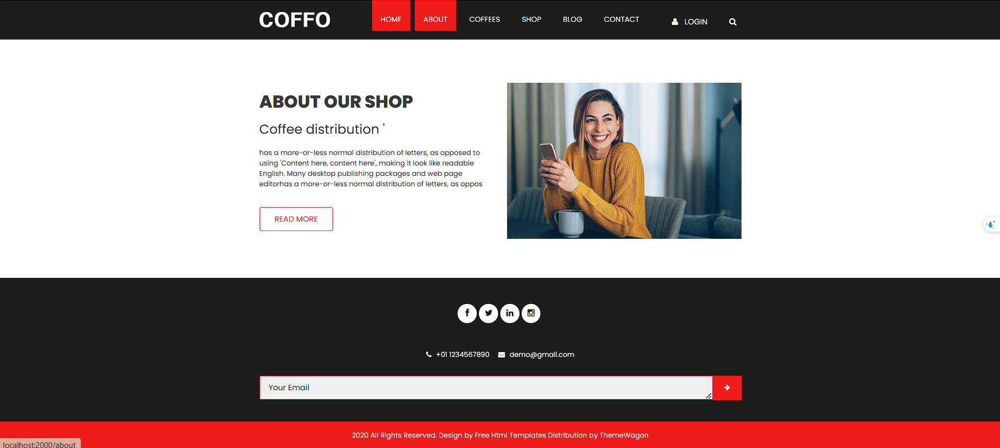 COFFO
HOME ABOUT COFFEES SHOP BLOG CONTACT LOGIN
ABOUT OUR SHOP
Coffee distribution '
has a more-or-less normal distribution of letters, as opposed to
using 'Content here, content here', making it look like readable
English. Many desktop publishing packages and web page
editorhas a more-or-less normal distribution of letters, as oppos
READ MORE
+01 1234567890 demo@gmail.com
Your Email
2020 All Rights Reserved. Design by Free Html Templates Distribution by ThemeWagon
localhost:2000/about